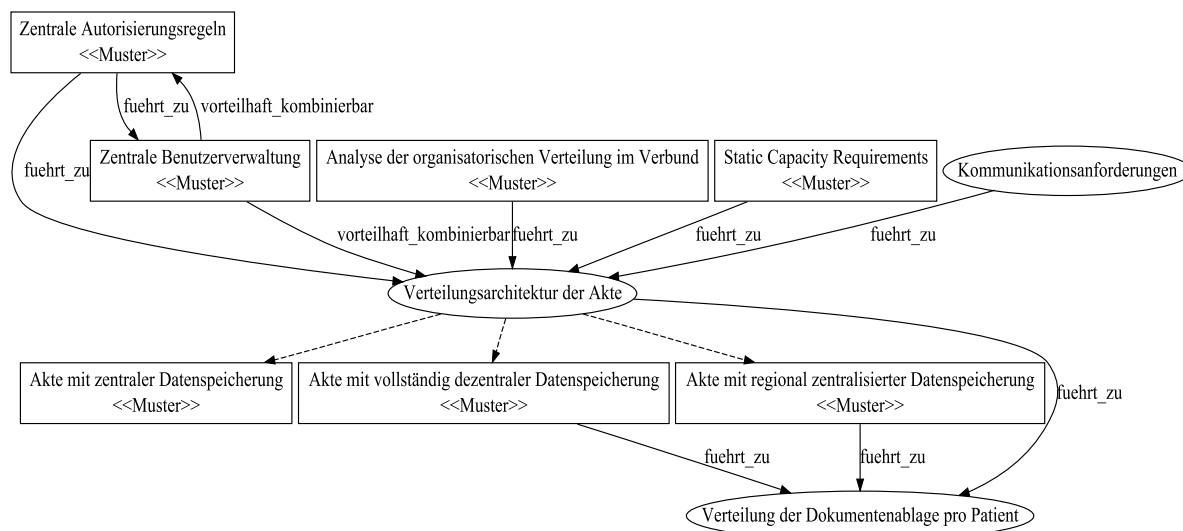 Zentrale Autorisierungsregeln
<<Muster>>
fuehrt_zu
vorteilhaft_kombinierbar
fuehrt_zu
Zentrale Benutzerverwaltung
<<Muster>>
Analyse der organisatorischen Verteilung im Verbund
<<Muster>>
Static Capacity Requirements
<<Muster>>
Kommunikationsanforderungen
vorteilhaft_kombinierbar
fuehrt_zu
fuehrt_zu
fuehrt_zu
Verteilungsarchitektur der Akte
Akte mit zentraler Datenspeicherung
<<Muster>>
Akte mit vollständig dezentraler Datenspeicherung
<<Muster>>
Akte mit regional zentralisierter Datenspeicherung
<<Muster>>
fuehrt_zu
fuehrt_zu
fuehrt_zu
Verteilung der Dokumentenablage pro Patient